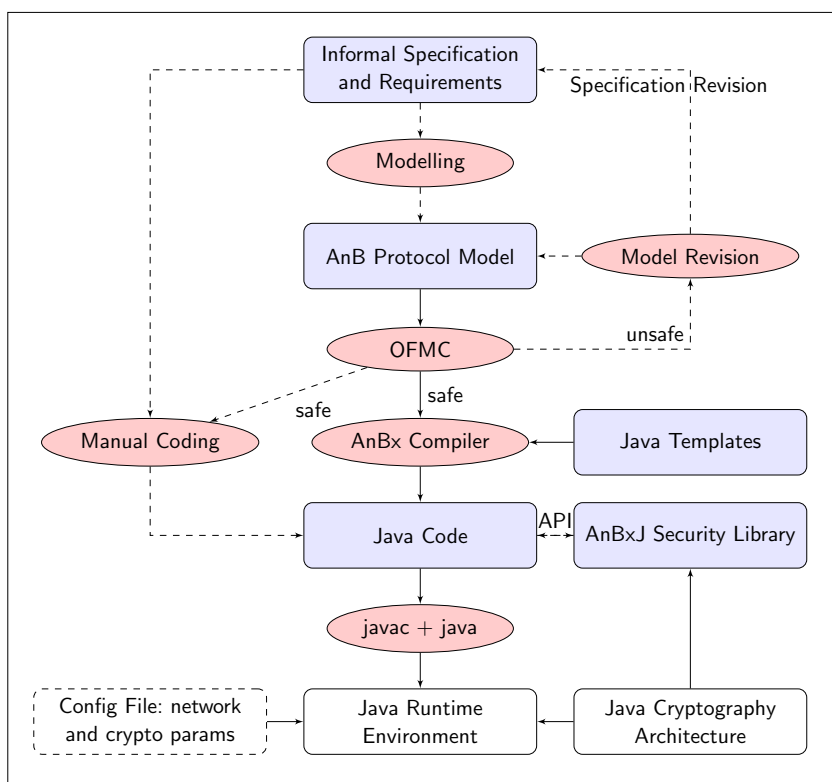 Informal Specification
and Requirements
Specification Revision
Modelling
AnB Protocol Model
Model Revision
OFMC
unsafe
safe
safe
Manual Coding
AnBx Compiler
Java Templates
Java Code
API
AnBxJ Security Library
javac + java
Config File: network
and crypto params
Java Runtime
Environment
Java Cryptography
Architecture